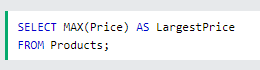 SELECT MAX(Price) AS LargestPrice
FROM Products;